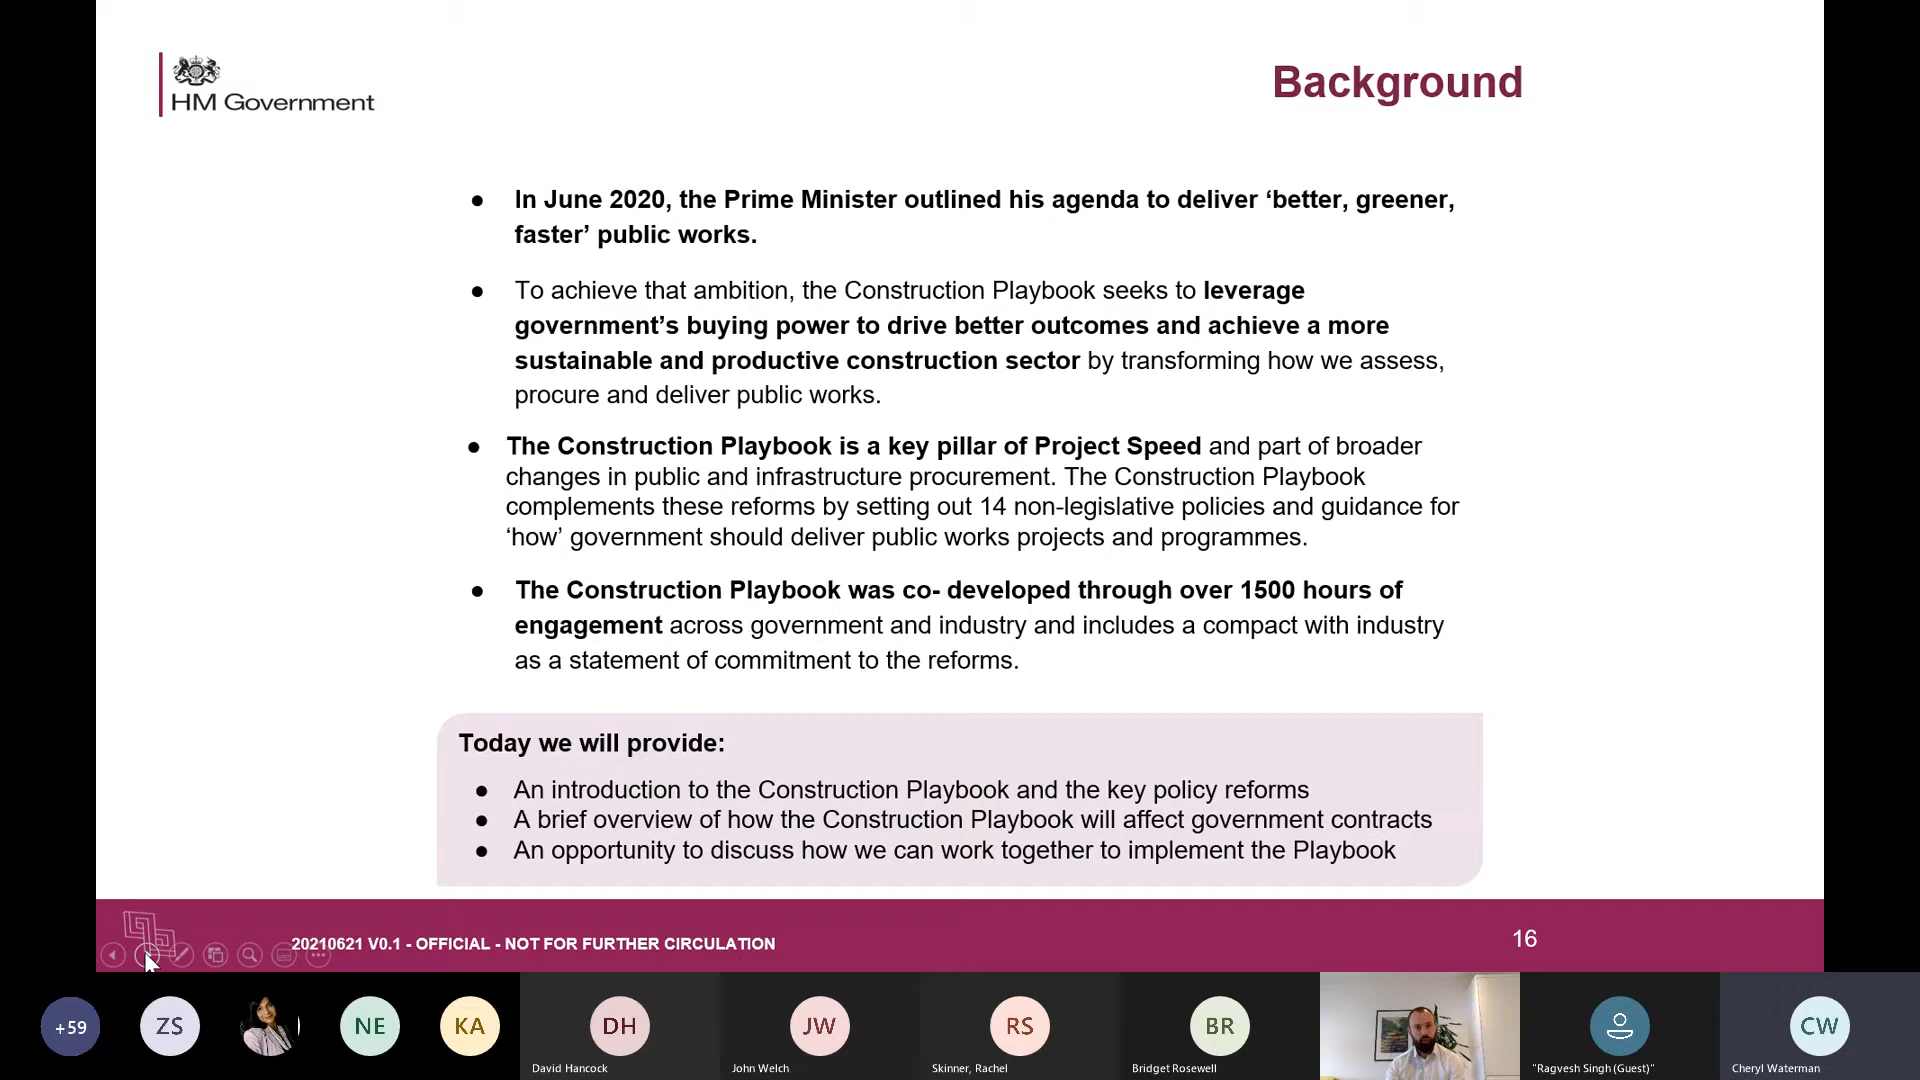 HM Government
Background
● In June 2020, the Prime Minister outlined his agenda to deliver ‘better, greener,
faster’ public works.
● To achieve that ambition, the Construction Playbook seeks to leverage
government’s buying power to drive better outcomes and achieve a more
sustainable and productive construction sector by transforming how we assess,
procure and deliver public works.
● The Construction Playbook is a key pillar of Project Speed and part of broader
changes in public and infrastructure procurement. The Construction Playbook
complements these reforms by setting out 14 non-legislative policies and guidance for
‘how’ government should deliver public works projects and programmes.
● The Construction Playbook was co- developed through over 1500 hours of
engagement across government and industry and includes a compact with industry
as a statement of commitment to the reforms.
Today we will provide:
● An introduction to the Construction Playbook and the key policy reforms
● A brief overview of how the Construction Playbook will affect government contracts
● An opportunity to discuss how we can work together to implement the Playbook
20210621 V0.1 - OFFICIAL - NOT FOR FURTHER CIRCULATION
16
+59
ZS
NE
KA
DH
JW
RS
BR
CW
David Hancock
John Welch
Skinner, Rachel
Bridget Rosewell
"Ragvesh Singh (Guest)"
Cheryl Waterman